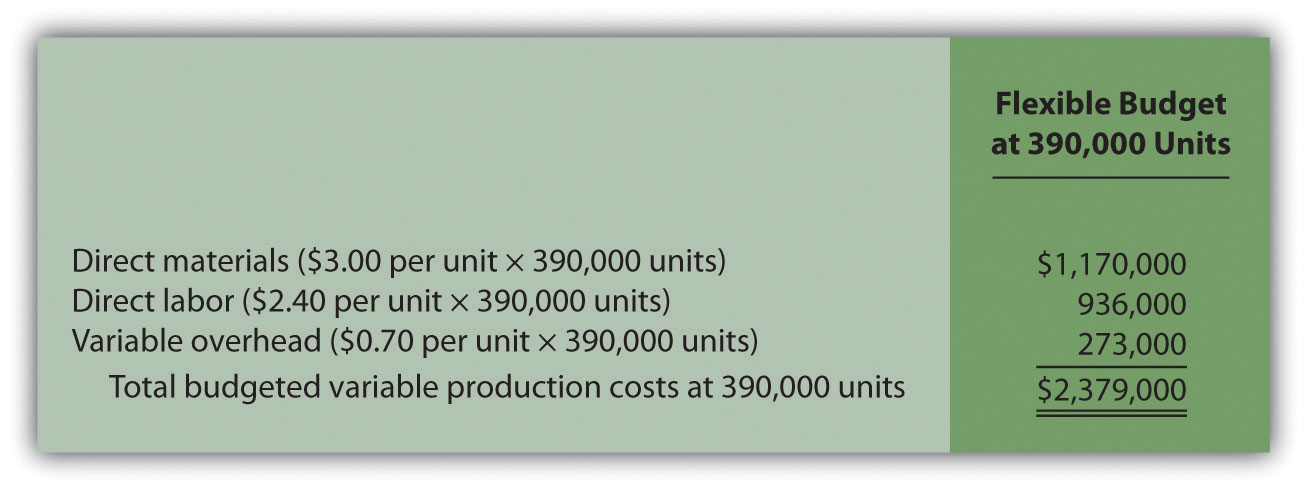 Flexible Budget
at 390,000 Units
Direct materials ($3.00 per unit × 390,000 units) $1,170,000
Direct labor ($2.40 per unit × 390,000 units) 936,000
Variable overhead ($0.70 per unit × 390,000 units) 273,000
Total budgeted variable production costs at 390,000 units $2,379,000